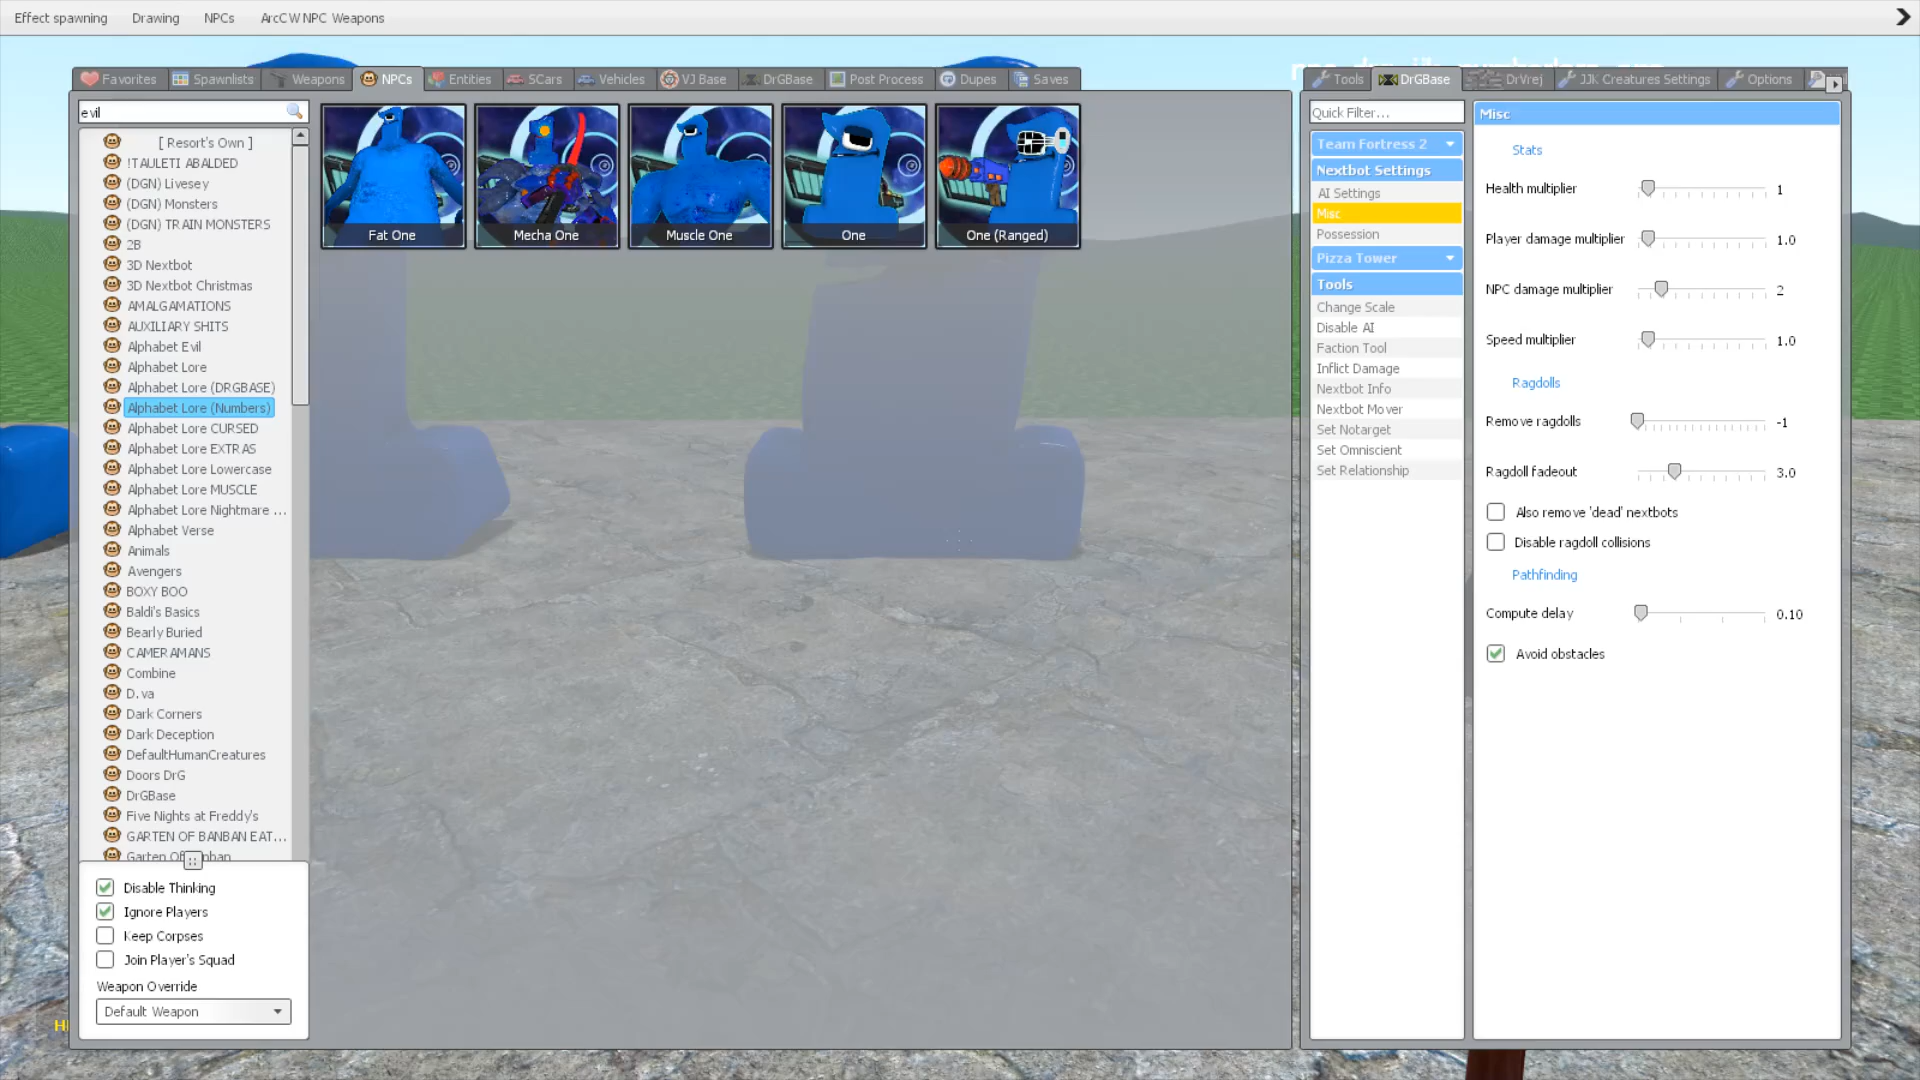 Effect spawning
Drawing
NPCs
ArcCW NPC Weapons
Favorites
Spawnlists
Weapons
NPCs
Entities
SCars
Vehicles
VJ Base
DrGBase
Post Process
Dupes
Saves
evil
[ Resort's Own ]
!TAULETI ABALDED
(DGN) Livesey
(DGN) Monsters
(DGN) TRAIN MONSTERS
2B
3D Nextbot
3D Nextbot Christmas
AMALGAMATIONS
AUXILIARY SHITS
Alphabet Evil
Alphabet Lore
Alphabet Lore (DRGBASE)
Alphabet Lore (Numbers)
Alphabet Lore CURSED
Alphabet Lore EXTRAS
Alphabet Lore Lowercase
Alphabet Lore MUSCLE
Alphabet Lore Nightmare ...
Alphabet Verse
Animals
Avengers
BOXY BOO
Baldi's Basics
Bearly Buried
CAMERAMANS
Combine
D.va
Dark Corners
Dark Deception
DefaultHumanCreatures
Doors DrG
DrGBase
Five Nights at Freddy's
GARTEN OF BANBAN EAT...
Disable Thinking
Ignore Players
Keep Corpses
Join Player's Squad
Weapon Override
Default Weapon
Fat One
Mecha One
Muscle One
One
One (Ranged)
Tools
DrGBase
DrVrej
JJK Creatures Settings
Options
Quick Filter...
Team Fortress 2
Nextbot Settings
AI Settings
Misc
Possession
Pizza Tower
Tools
Change Scale
Disable AI
Faction Tool
Inflict Damage
Nextbot Info
Nextbot Mover
Set Notarget
Set Omniscient
Set Relationship
Misc
Stats
Health multiplier 1
Player damage multiplier 1.0
NPC damage multiplier 2
Speed multiplier 1.0
Ragdolls
Remove ragdolls -1
Ragdoll fadeout 3.0
Also remove 'dead' nextbots
Disable ragdoll collisions
Pathfinding
Compute delay 0.10
Avoid obstacles